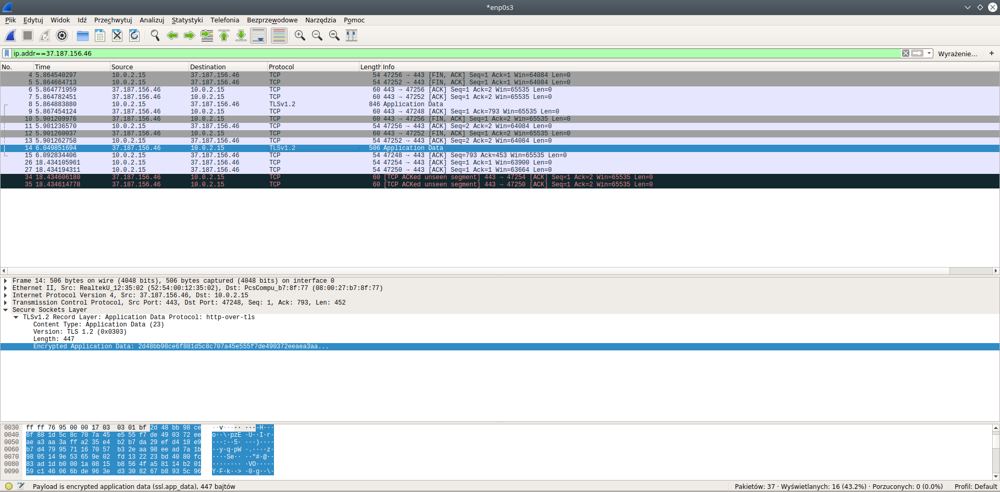 *enp0s3
Plik Edytuj Widok Idź Przechwytuj Analizuj Statystyki Telefonia Bezprzewodowe Narzędzia Pomoc
ip.addr==37.187.156.46 Wyrażenie… +
No. Time Source Destination Protocol Length Info
4 5.864540297 10.0.2.15 37.187.156.46 TCP 54 47256 → 443 [FIN, ACK] Seq=1 Ack=1 Win=64084 Len=0
5 5.864664713 10.0.2.15 37.187.156.46 TCP 54 47252 → 443 [FIN, ACK] Seq=1 Ack=1 Win=64084 Len=0
6 5.864771959 37.187.156.46 10.0.2.15 TCP 60 443 → 47256 [ACK] Seq=1 Ack=2 Win=65535 Len=0
7 5.864782451 37.187.156.46 10.0.2.15 TCP 60 443 → 47252 [ACK] Seq=1 Ack=2 Win=65535 Len=0
8 5.864883880 10.0.2.15 37.187.156.46 TLSv1.2 846 Application Data
9 5.867454124 37.187.156.46 10.0.2.15 TCP 60 443 → 47248 [ACK] Seq=1 Ack=793 Win=65535 Len=0
10 5.901209976 37.187.156.46 10.0.2.15 TCP 60 443 → 47256 [FIN, ACK] Seq=1 Ack=2 Win=65535 Len=0
11 5.901236570 10.0.2.15 37.187.156.46 TCP 54 47256 → 443 [ACK] Seq=2 Ack=2 Win=64084 Len=0
12 5.901260037 37.187.156.46 10.0.2.15 TCP 60 443 → 47252 [FIN, ACK] Seq=1 Ack=2 Win=65535 Len=0
13 5.901262758 10.0.2.15 37.187.156.46 TCP 54 47252 → 443 [ACK] Seq=2 Ack=2 Win=64084 Len=0
14 6.049851694 37.187.156.46 10.0.2.15 TLSv1.2 506 Application Data
15 6.092834406 10.0.2.15 37.187.156.46 TCP 54 47248 → 443 [ACK] Seq=793 Ack=453 Win=65535 Len=0
26 18.434105961 10.0.2.15 37.187.156.46 TCP 54 47254 → 443 [ACK] Seq=1 Ack=1 Win=63900 Len=0
27 18.434194311 10.0.2.15 37.187.156.46 TCP 54 47250 → 443 [ACK] Seq=1 Ack=1 Win=63664 Len=0
34 18.434606180 37.187.156.46 10.0.2.15 TCP 60 [TCP ACKed unseen segment] 443 → 47254 [ACK] Seq=1 Ack=2 Win=65535 Len=0
35 18.434614778 37.187.156.46 10.0.2.15 TCP 60 [TCP ACKed unseen segment] 443 → 47250 [ACK] Seq=1 Ack=2 Win=65535 Len=0
Frame 14: 506 bytes on wire (4048 bits), 506 bytes captured (4048 bits) on interface 0
Ethernet II, Src: RealtekU_12:35:02 (52:54:00:12:35:02), Dst: PcsCompu_b7:8f:77 (08:00:27:b7:8f:77)
Internet Protocol Version 4, Src: 37.187.156.46, Dst: 10.0.2.15
Transmission Control Protocol, Src Port: 443, Dst Port: 47248, Seq: 1, Ack: 793, Len: 452
Secure Sockets Layer
TLSv1.2 Record Layer: Application Data Protocol: http-over-tls
Content Type: Application Data (23)
Version: TLS 1.2 (0x0303)
Length: 447
Encrypted Application Data: 2d48bb98ce6f881d5c8c707a45e555f7de490372eeaea3aa...
0030 ff ff 76 95 00 00 17 03 03 01 bf 2d 48 bb 98 ce ··v····· ···-H···
0040 6f 88 1d 5c 8c 70 7a 45 e5 55 f7 de 49 03 72 ee o··\·pzE ·U··I·r·
0050 ae a3 aa 3a ff a2 35 e4 b2 b7 da 29 ef d4 18 e9 ···:··5· ···)····
0060 b7 d4 79 95 71 16 70 57 b3 2e aa 98 ee ad 7a 1b ··y·q·pW ·.····z·
0070 98 05 14 9e 53 65 9e 02 fd 13 22 23 bd 40 80 fc ····Se·· ··"#·@··
0080 83 ad 1d b0 00 1a 08 15 b8 56 4f a5 81 14 b2 01 ········ ·VO·····
0090 59 c1 46 06 6b de 96 3e d3 30 82 67 b8 93 5c 96 Y·F·k··> ·0·g··\·
Payload is encrypted application data (ssl.app_data), 447 bajtów Pakietów: 37 · Wyświetlanych: 16 (43.2%) · Porzuconych: 0 (0.0%) Profil: Default